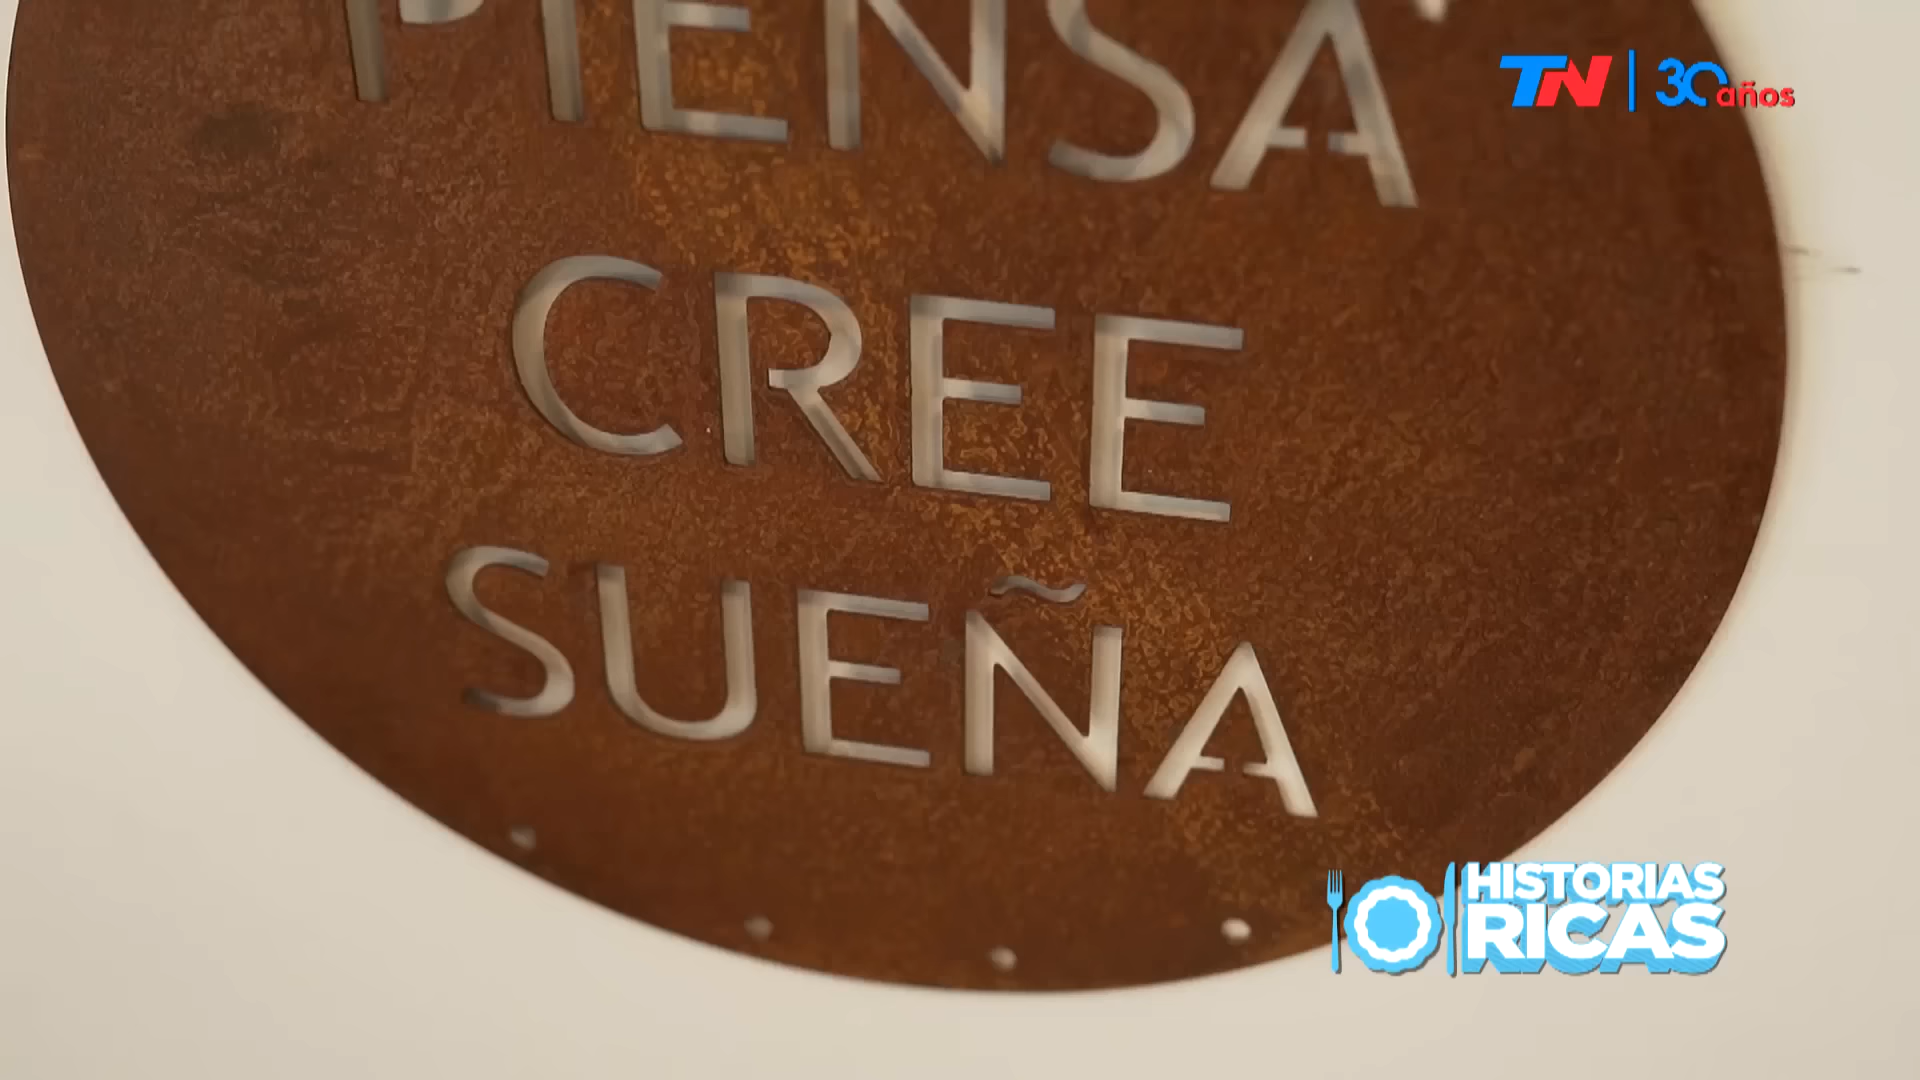 PIENSA
TN | 30 años
CREE
SUEÑA
HISTORIAS
RICAS